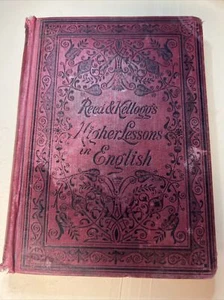 Reed & Kellogg's
Higher Lessons
in
English